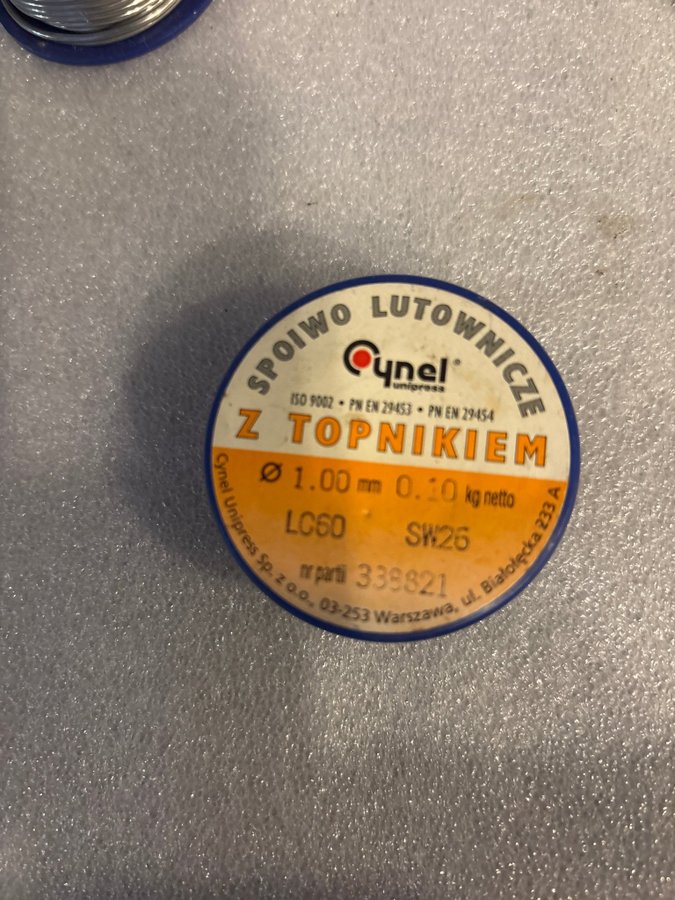 SPOIWO LUTOWNICZE
Cynel®
unipress
ISO 9002 • PN EN 29453 • PN EN 29454
Z TOPNIKIEM
Ø 1.00 mm 0.10 kg netto
LC60 SW26
nr partii 338821
Cynel Unipress Sp. z o.o., 03-253 Warszawa, ul. Białołęcka 233 A